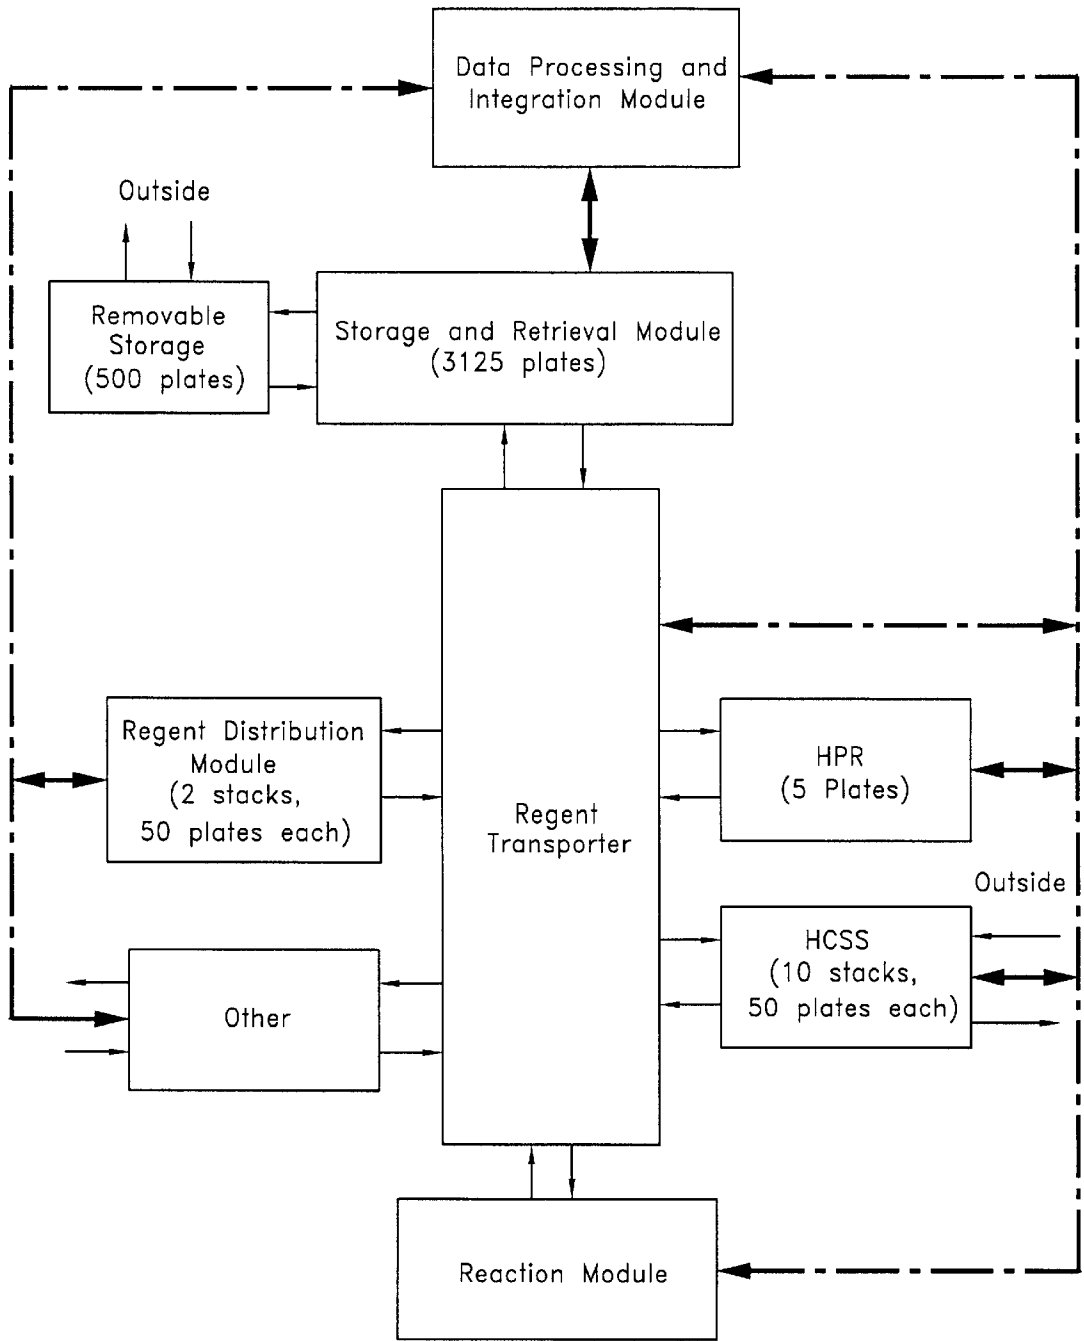 Data Processing and
Integration Module
Outside
Removable
Storage
(500 plates)
Storage and Retrieval Module
(3125 plates)
Regent Distribution
Module
(2 stacks,
50 plates each)
Regent
Transporter
HPR
(5 Plates)
Outside
HCSS
(10 stacks,
50 plates each)
Other
Reaction Module